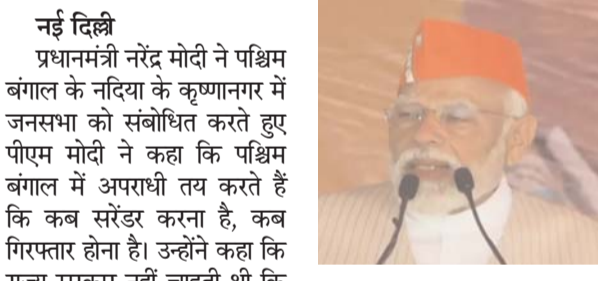 नई दिल्ली
प्रधानमंत्री नरेंद्र मोदी ने पश्चिम
बंगाल के नदिया के कृष्णानगर में
जनसभा को संबोधित करते हुए
पीएम मोदी ने कहा कि पश्चिम
बंगाल में अपराधी तय करते हैं
कि कब सरेंडर करना है, कब
गिरफ्तार होना है। उन्होंने कहा कि